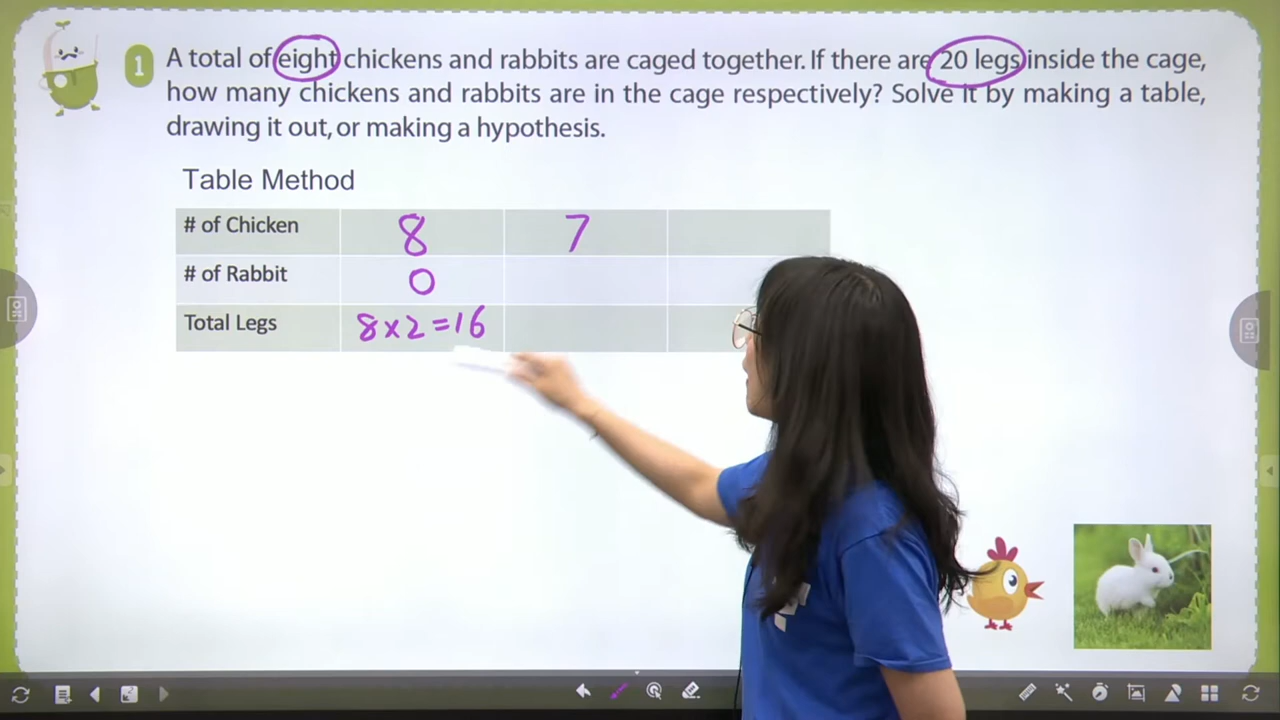 1
A total of eight chickens and rabbits are caged together. If there are 20 legs inside the cage,
how many chickens and rabbits are in the cage respectively? Solve it by making a table,
drawing it out, or making a hypothesis.
Table Method
# of Chicken 8 7
# of Rabbit 0
Total Legs 8x2=16